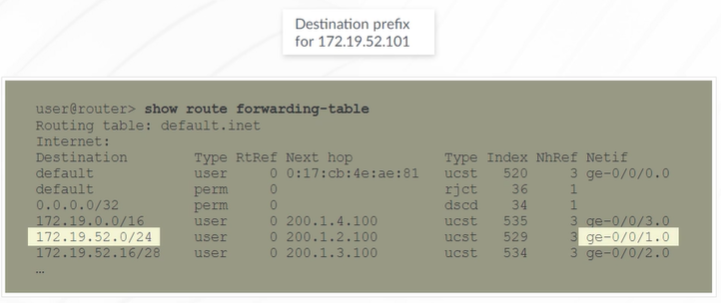 Destination prefix
for 172.19.52.101
user@router> show route forwarding-table
Routing table: default.inet
Internet:
Destination Type RtRef Next hop Type Index NhRef Netif
default user 0 0:17:cb:4e:ae:81 ucst 520 3 ge-0/0/0.0
default perm 0 rjct 36 1
0.0.0.0/32 perm 0 dscd 34 1
172.19.0.0/16 user 0 200.1.4.100 ucst 535 3 ge-0/0/3.0
172.19.52.0/24 user 0 200.1.2.100 ucst 529 3 ge-0/0/1.0
172.19.52.16/28 user 0 200.1.3.100 ucst 534 3 ge-0/0/2.0
…